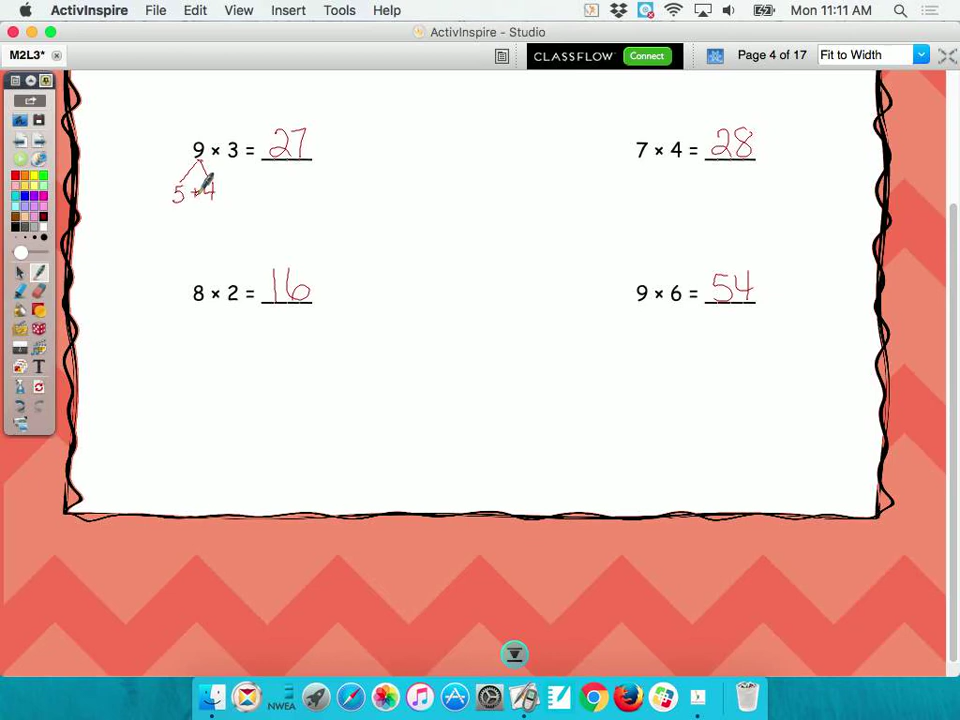 ActivInspire File Edit View Insert Tools Help Mon 11:11 AM
ActivInspire - Studio
M2L3* CLASSFLOW Connect Page 4 of 17 Fit to Width
9 × 3 = 27 7 × 4 = 28
5 + 4
8 × 2 = 16 9 × 6 = 54
T
NWEA